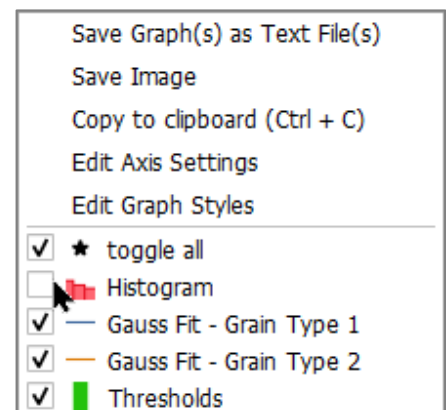 Save Graph(s) as Text File(s)
Save Image
Copy to clipboard (Ctrl + C)
Edit Axis Settings
Edit Graph Styles
toggle all
Histogram
Gauss Fit - Grain Type 1
Gauss Fit - Grain Type 2
Thresholds